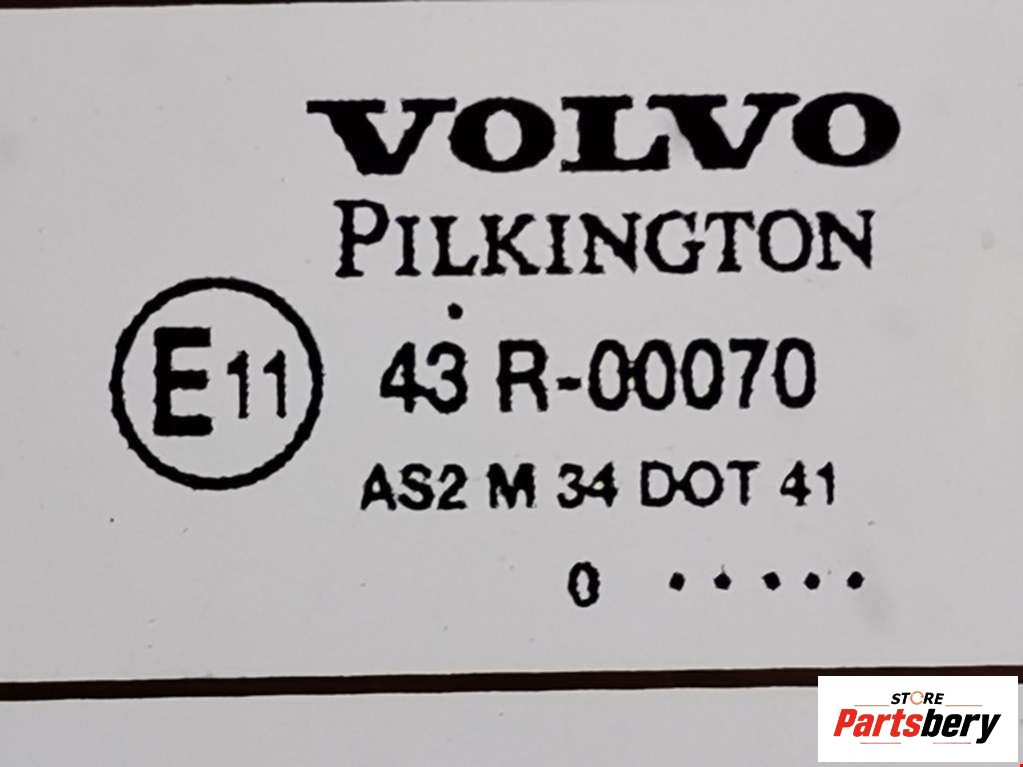 VOLVO
PILKINGTON
E11 43 R-00070
AS2 M 34 DOT 41
0 • • • • •
STORE
Partsbery